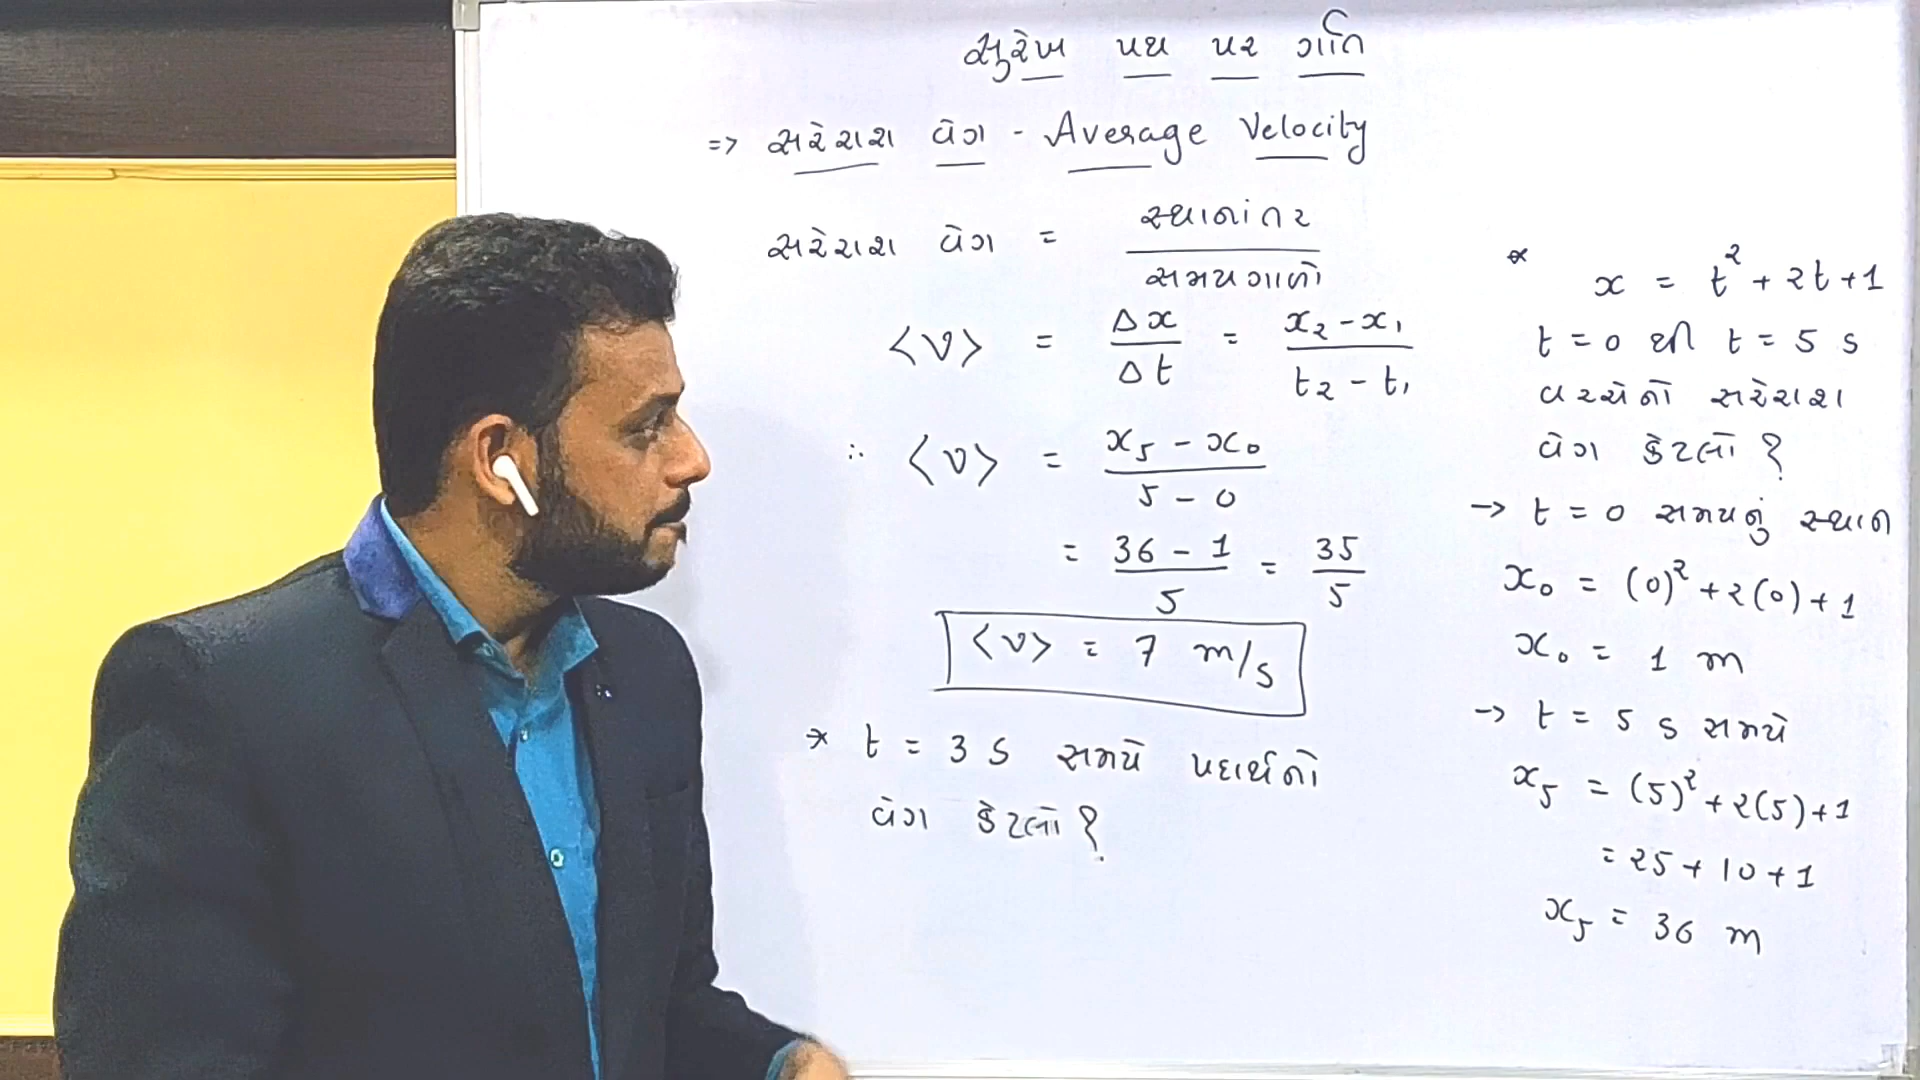 સુરેખ પથ પર ગતિ
=> સરેરાશ વેગ - Average Velocity
સરેરાશ વેગ = સ્થાનાંતર / સમયગાળો
<v> = Δx / Δt = x₂ - x₁ / t₂ - t₁
∴ <v> = x₅ - x₀ / 5 - 0
= 36 - 1 / 5 = 35 / 5
<v> = 7 m/s
* t = 3 s સમયે પદાર્થનો
વેગ કેટલો ?
* x = t² + 2t + 1
t = 0 થી t = 5 s
વચ્ચેનો સરેરાશ
વેગ કેટલો ?
-> t = 0 સમયનું સ્થાન
x₀ = (0)² + 2(0) + 1
x₀ = 1 m
-> t = 5 s સમયે
x₅ = (5)² + 2(5) + 1
= 25 + 10 + 1
x₅ = 36 m